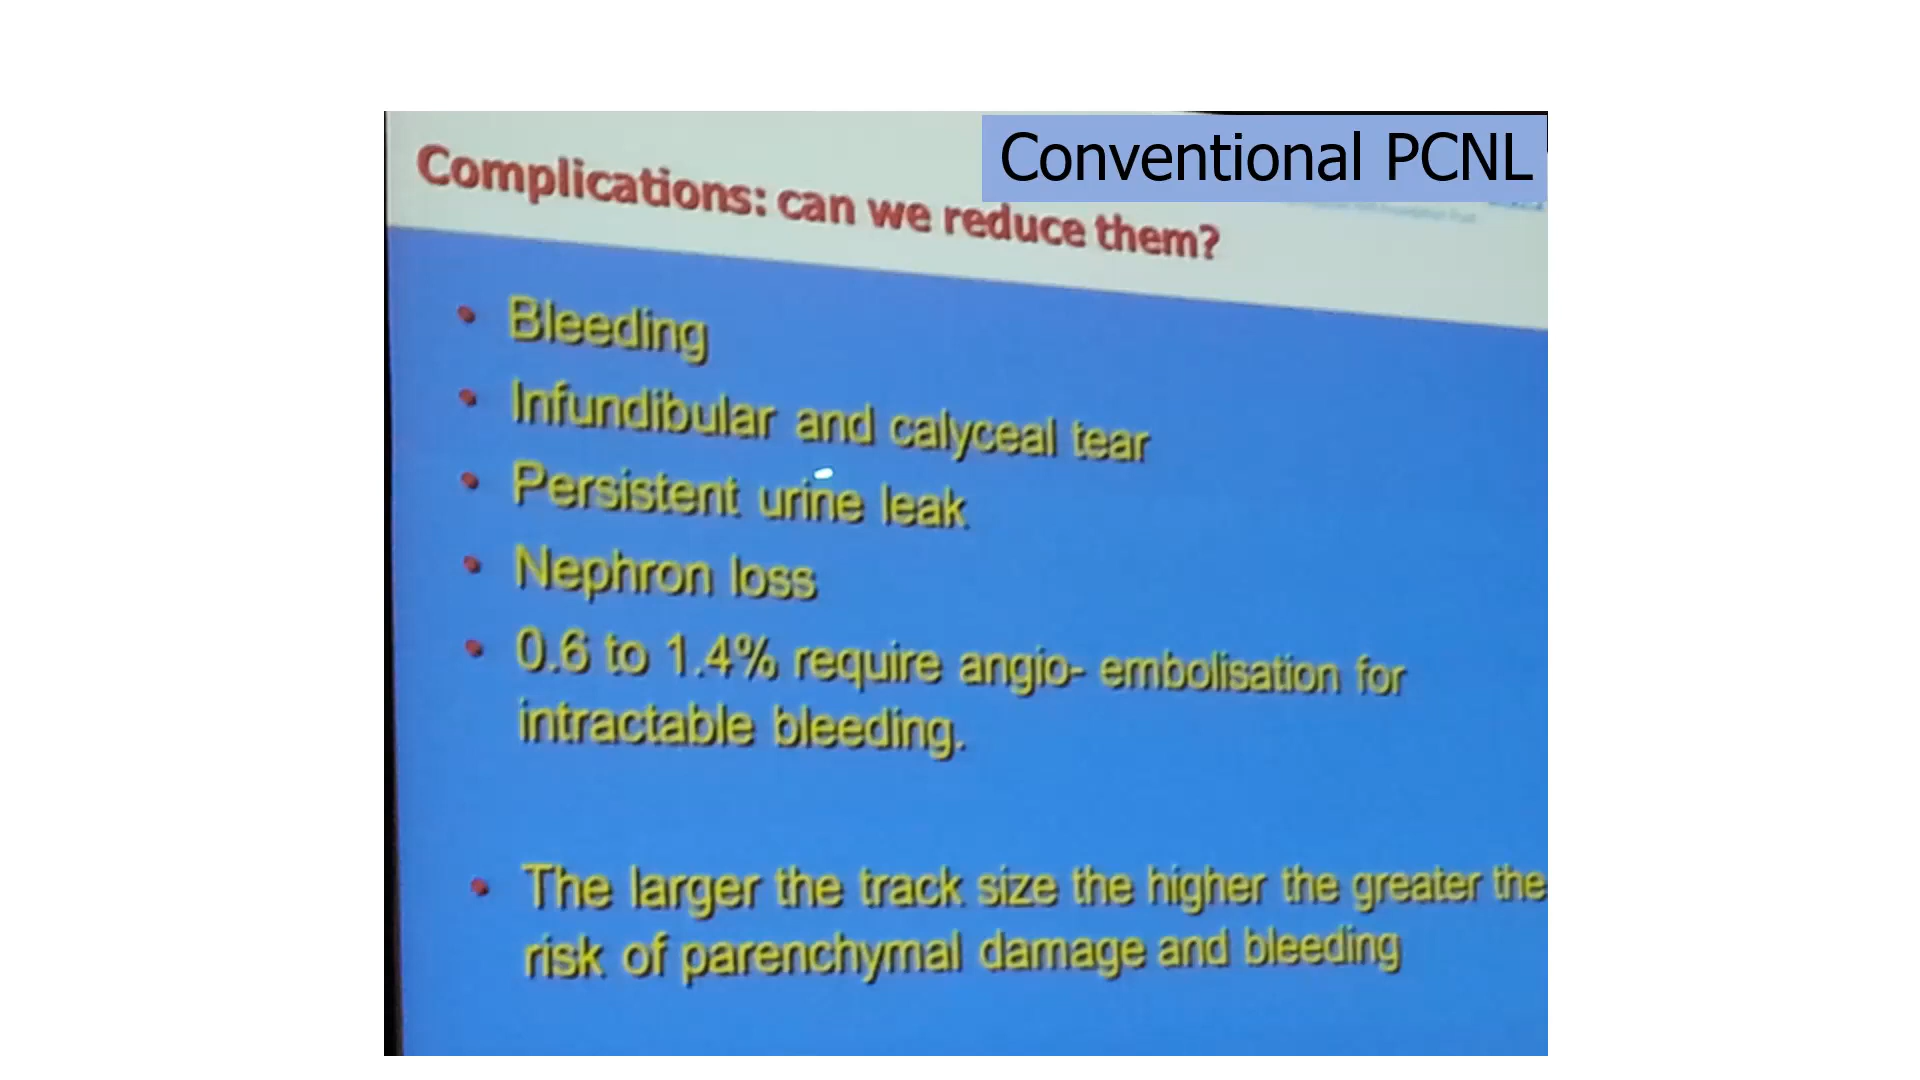 Conventional PCNL
Complications: can we reduce them?
• Bleeding
• Infundibular and calyceal tear
• Persistent urine leak
• Nephron loss
• 0.6 to 1.4% require angio- embolisation for
intractable bleeding.
• The larger the track size the higher the greater the
risk of parenchymal damage and bleeding